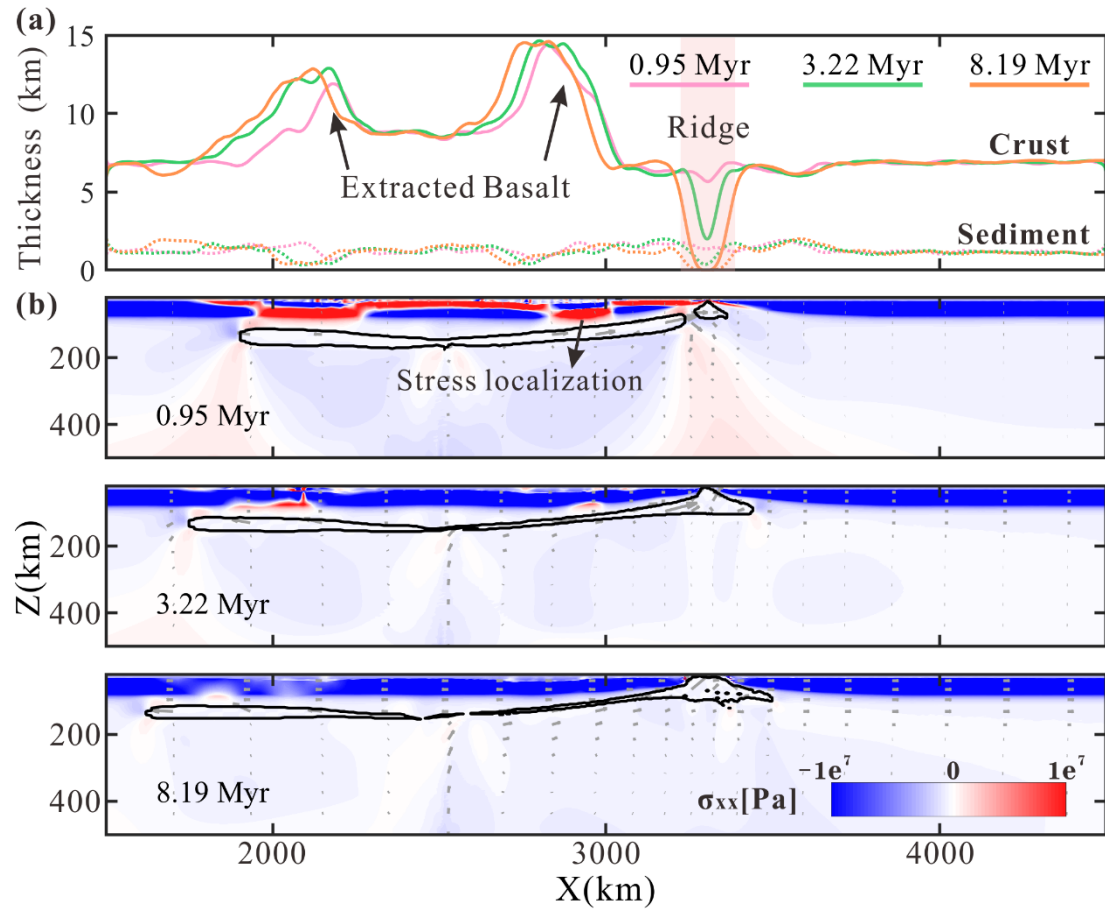 (a)
Thickness (km)
15
10
5
0
0.95 Myr 3.22 Myr 8.19 Myr
Ridge
Crust
Extracted Basalt
Sediment
(b)
Z(km)
200
400
Stress localization
0.95 Myr
200
400
3.22 Myr
200
400
8.19 Myr
−1e⁷ 0 1e⁷
σxx[Pa]
2000 3000 4000
X(km)